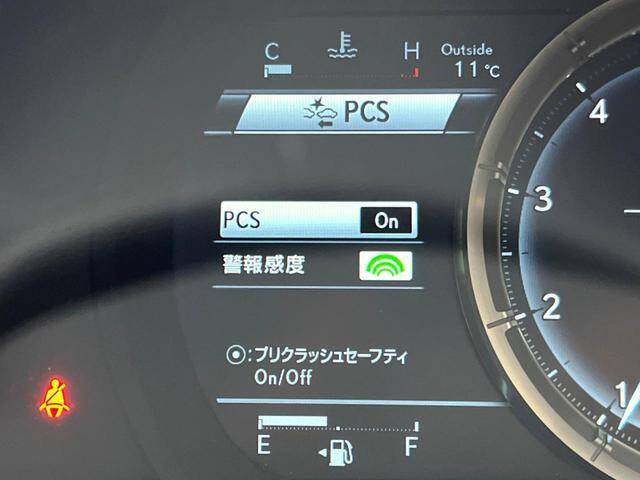 C H Outside
11°C
PCS
4
PCS On
3
警報感度
2
⦿:プリクラッシュセーフティ
On/Off
1
E F